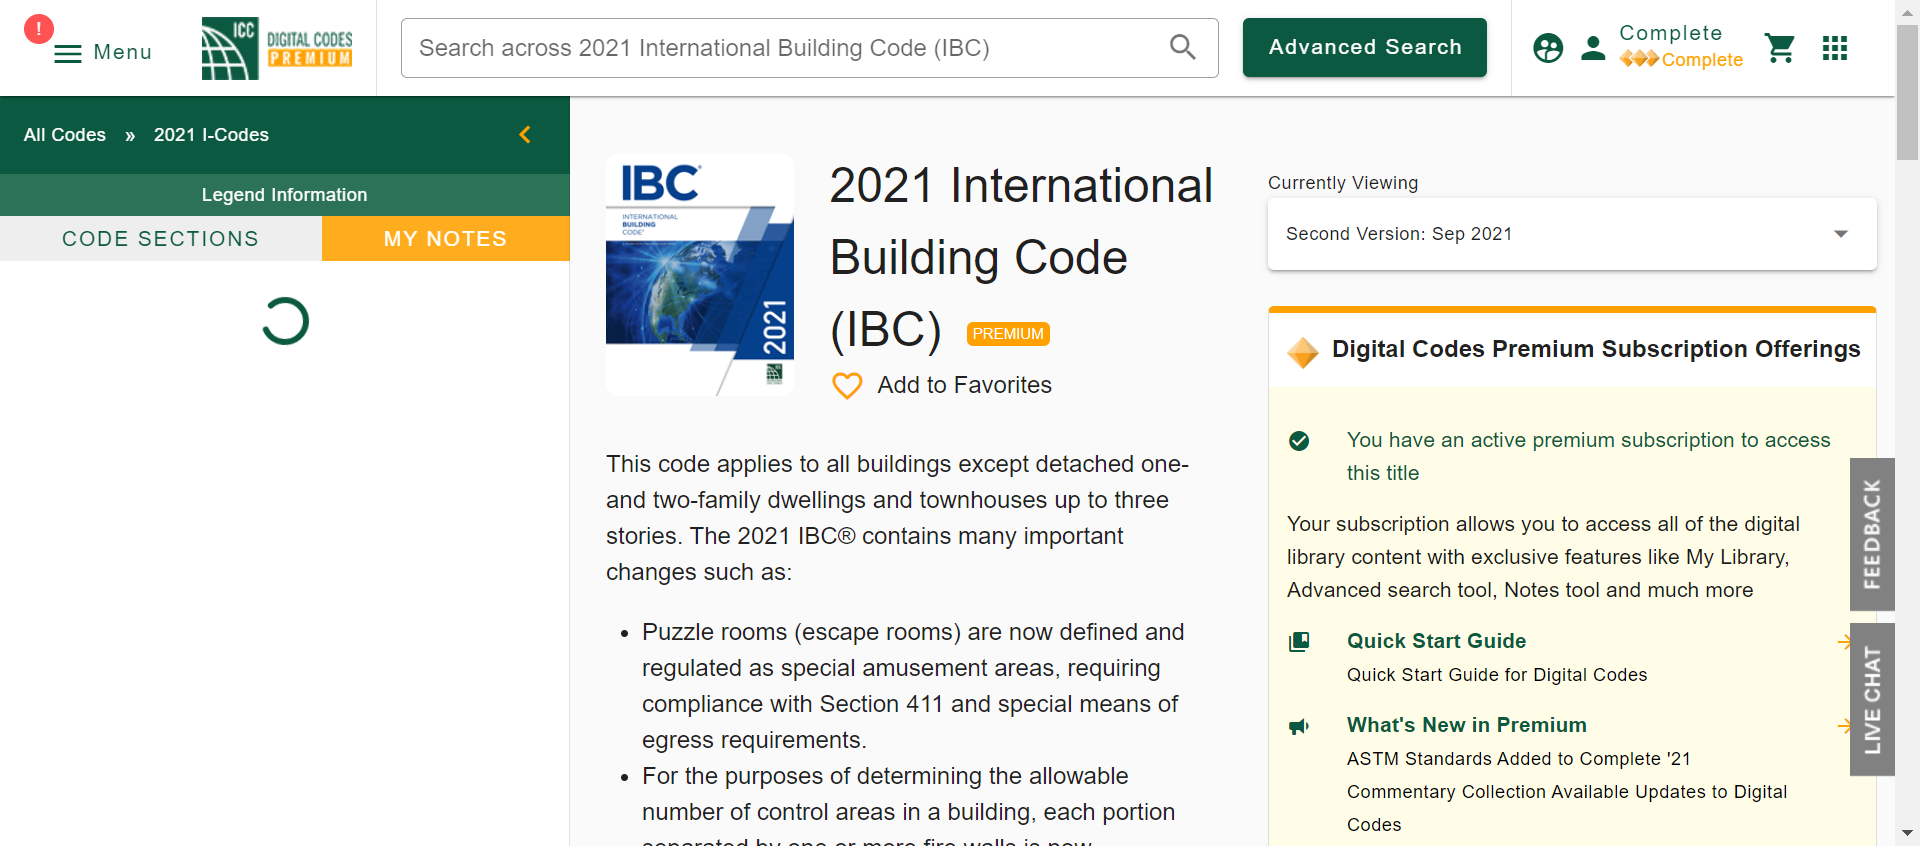 !
Menu
ICC
DIGITAL CODES
PREMIUM
Search across 2021 International Building Code (IBC)
Advanced Search
Complete
Complete
All Codes » 2021 I-Codes
Legend Information
CODE SECTIONS
MY NOTES
IBC
INTERNATIONAL
BUILDING
CODE®
2021
2021 International
Building Code
(IBC) PREMIUM
Add to Favorites
This code applies to all buildings except detached one-
and two-family dwellings and townhouses up to three
stories. The 2021 IBC® contains many important
changes such as:
• Puzzle rooms (escape rooms) are now defined and
regulated as special amusement areas, requiring
compliance with Section 411 and special means of
egress requirements.
• For the purposes of determining the allowable
number of control areas in a building, each portion
separated by one or more fire walls is now
Currently Viewing
Second Version: Sep 2021
Digital Codes Premium Subscription Offerings
You have an active premium subscription to access
this title
Your subscription allows you to access all of the digital
library content with exclusive features like My Library,
Advanced search tool, Notes tool and much more
Quick Start Guide
Quick Start Guide for Digital Codes
What's New in Premium
ASTM Standards Added to Complete '21
Commentary Collection Available Updates to Digital
Codes
FEEDBACK
LIVE CHAT